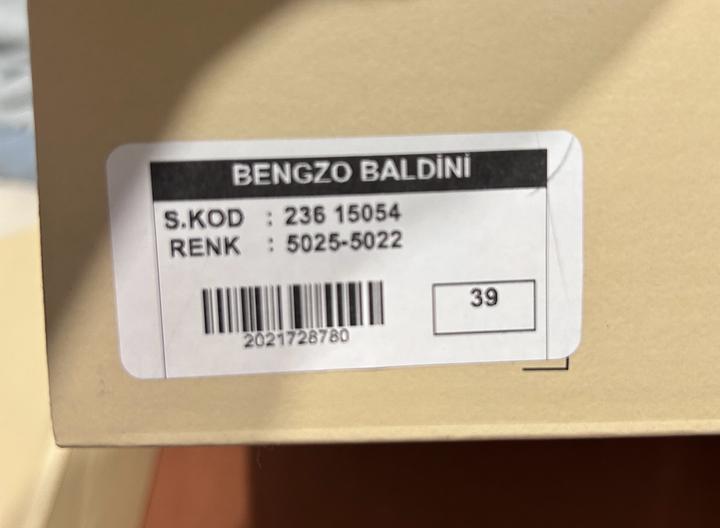 BENGZO BALDİNİ
S.KOD : 236 15054
RENK : 5025-5022
39
2021728780